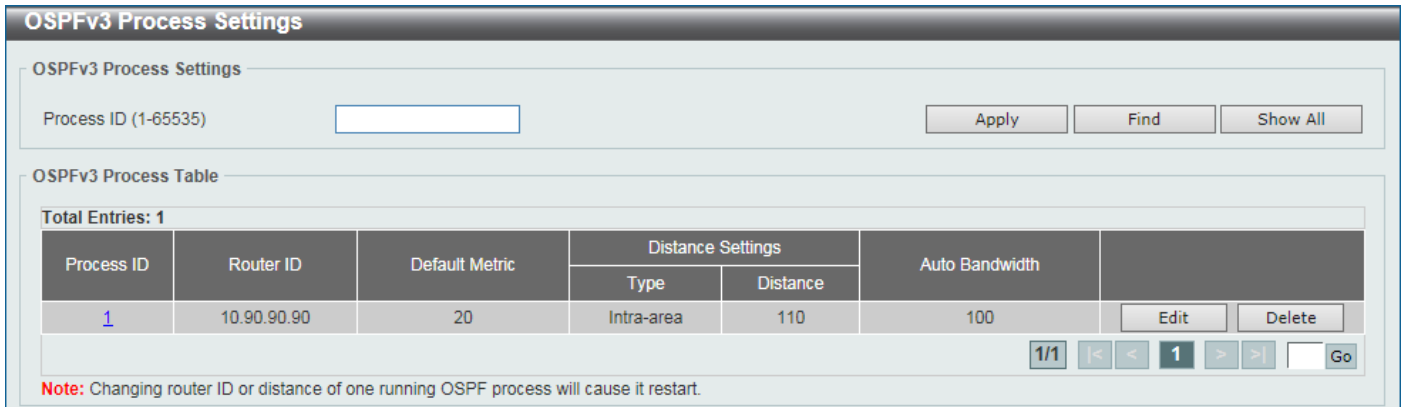 OSPFv3 Process Settings
OSPFv3 Process Settings
Process ID (1-65535)
Apply
Find
Show All
OSPFv3 Process Table
Total Entries: 1
Process ID
Router ID
Default Metric
Distance Settings
Type
Distance
Auto Bandwidth
1
10.90.90.90
20
Intra-area
110
100
Edit
Delete
1/1
|<
<
1
>
>|
Go
Note: Changing router ID or distance of one running OSPF process will cause it restart.